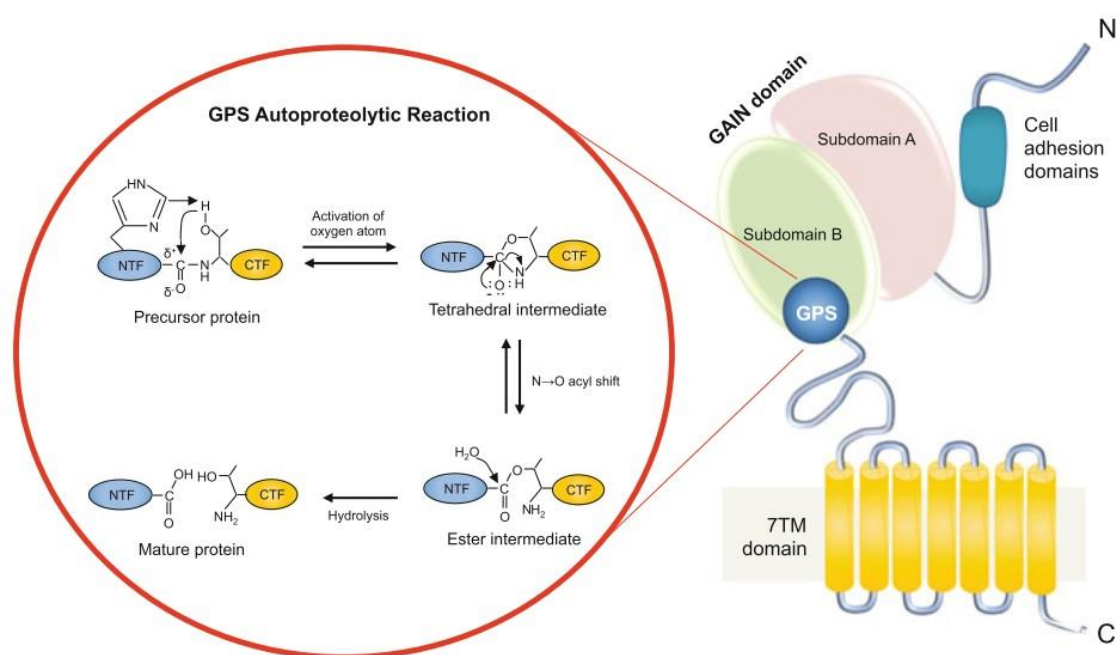 GPS Autoproteolytic Reaction
HN
N
H
O
δ⁺
NTF
C
N
H
CTF
O
δ⁻
Precursor protein
Activation of
oxygen atom
O
NTF
C
N
H
CTF
:O:
Tetrahedral intermediate
N→O acyl shift
H₂O
O
NTF
C
CTF
O
NH₂
Ester intermediate
Hydrolysis
OH
HO
NTF
C
CTF
O
NH₂
Mature protein
GAIN domain
Subdomain A
Subdomain B
GPS
N
Cell
adhesion
domains
7TM
domain
C